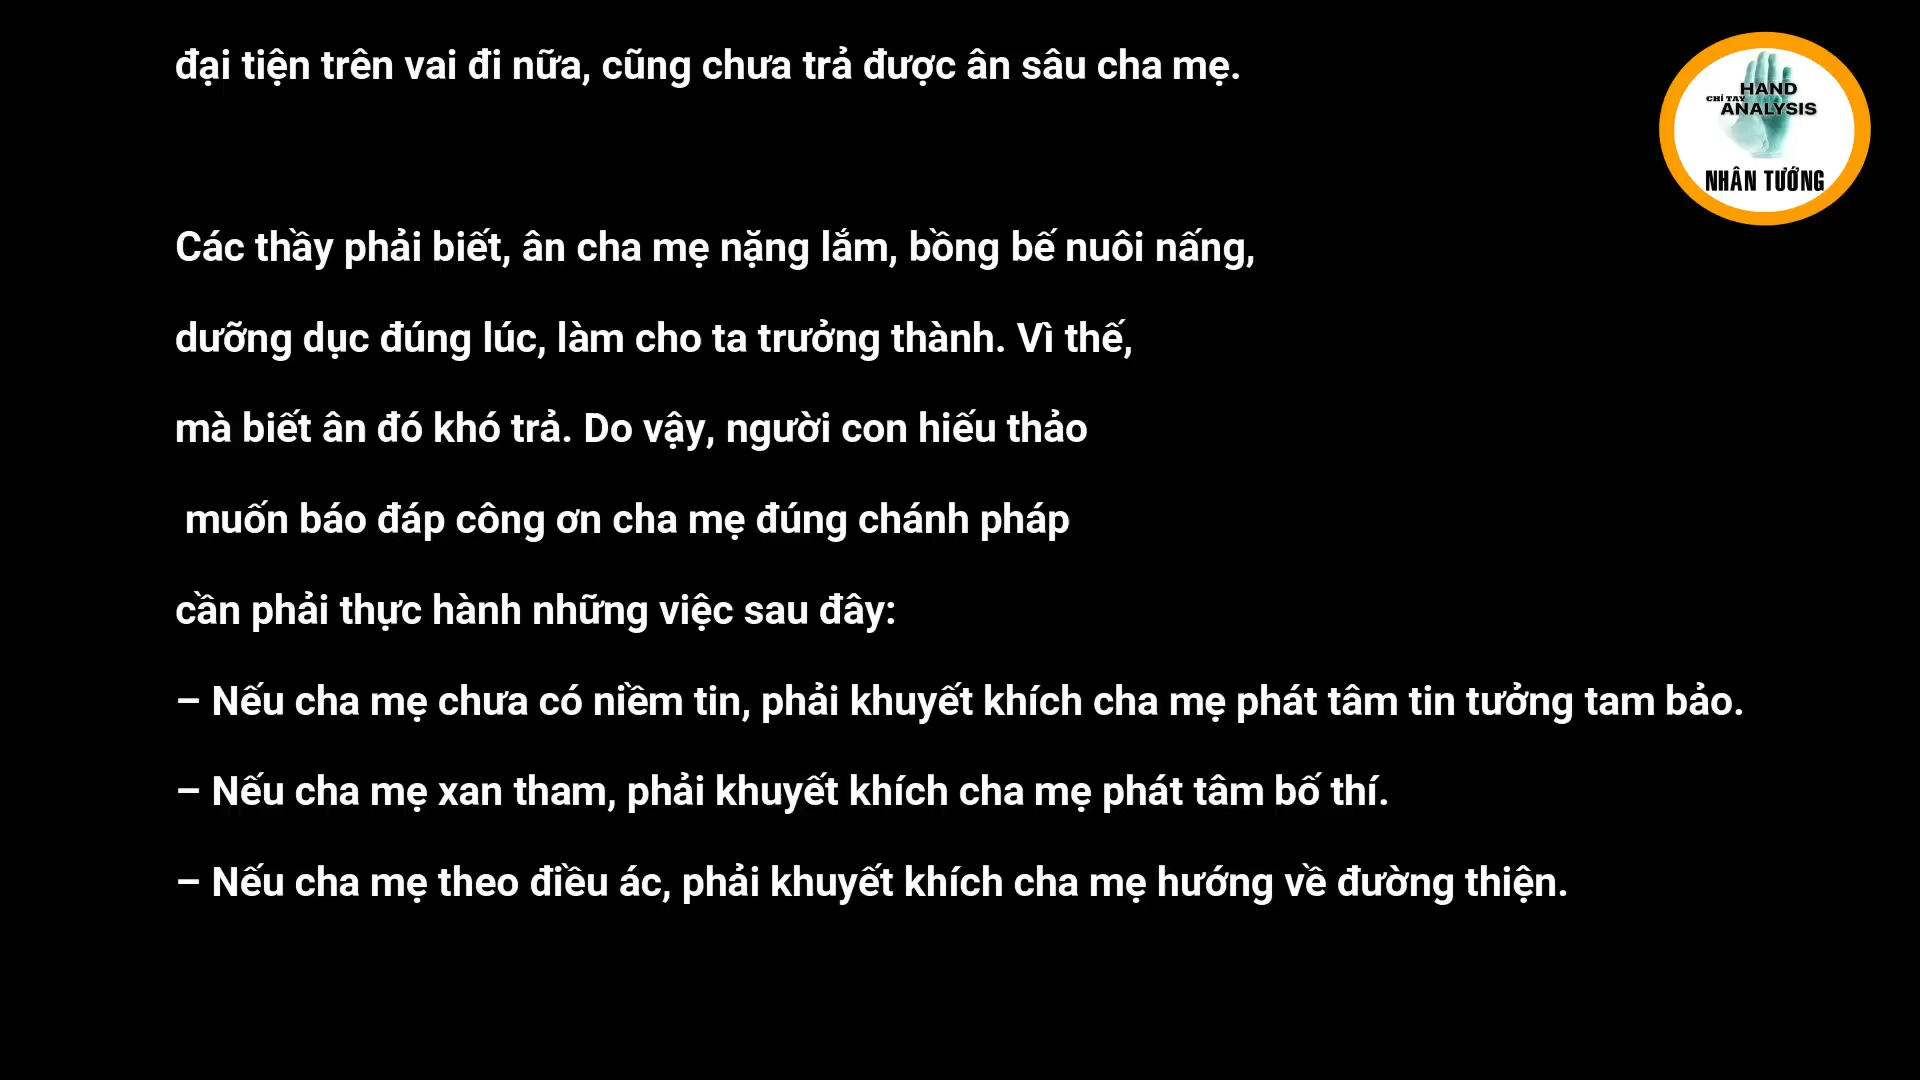 đại tiện trên vai đi nữa, cũng chưa trả được ân sâu cha mẹ.
HAND
CHỈ TAY
ANALYSIS
NHÂN TƯỚNG
Các thầy phải biết, ân cha mẹ nặng lắm, bồng bế nuôi nấng,
dưỡng dục đúng lúc, làm cho ta trưởng thành. Vì thế,
mà biết ân đó khó trả. Do vậy, người con hiếu thảo
muốn báo đáp công ơn cha mẹ đúng chánh pháp
cần phải thực hành những việc sau đây:
– Nếu cha mẹ chưa có niềm tin, phải khuyết khích cha mẹ phát tâm tin tưởng tam bảo.
– Nếu cha mẹ xan tham, phải khuyết khích cha mẹ phát tâm bố thí.
– Nếu cha mẹ theo điều ác, phải khuyết khích cha mẹ hướng về đường thiện.